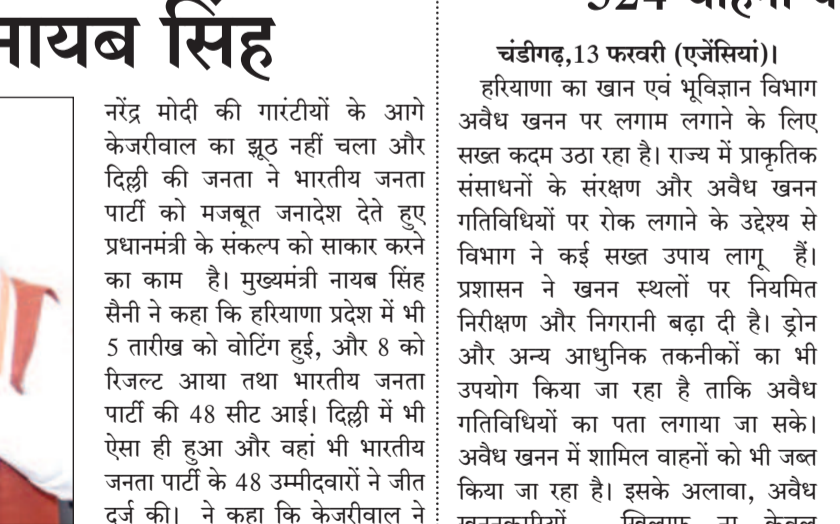 नायब सिंह
नरेंद्र मोदी की गारंटीयों के आगे
केजरीवाल का झूठ नहीं चला और
दिल्ली की जनता ने भारतीय जनता
पार्टी को मजबूत जनादेश देते हुए
प्रधानमंत्री के संकल्प को साकार करने
का काम है। मुख्यमंत्री नायब सिंह
सैनी ने कहा कि हरियाणा प्रदेश में भी
5 तारीख को वोटिंग हुई, और 8 को
रिजल्ट आया तथा भारतीय जनता
पार्टी की 48 सीट आई। दिल्ली में भी
ऐसा ही हुआ और वहां भी भारतीय
जनता पार्टी के 48 उम्मीदवारों ने जीत
दर्ज की। ने कहा कि केजरीवाल ने
चंडीगढ़,13 फरवरी (एजेंसियां)।
हरियाणा का खान एवं भूविज्ञान विभाग
अवैध खनन पर लगाम लगाने के लिए
सख्त कदम उठा रहा है। राज्य में प्राकृतिक
संसाधनों के संरक्षण और अवैध खनन
गतिविधियों पर रोक लगाने के उद्देश्य से
विभाग ने कई सख्त उपाय लागू हैं।
प्रशासन ने खनन स्थलों पर नियमित
निरीक्षण और निगरानी बढ़ा दी है। ड्रोन
और अन्य आधुनिक तकनीकों का भी
उपयोग किया जा रहा है ताकि अवैध
गतिविधियों का पता लगाया जा सके।
अवैध खनन में शामिल वाहनों को भी जब्त
किया जा रहा है। इसके अलावा, अवैध